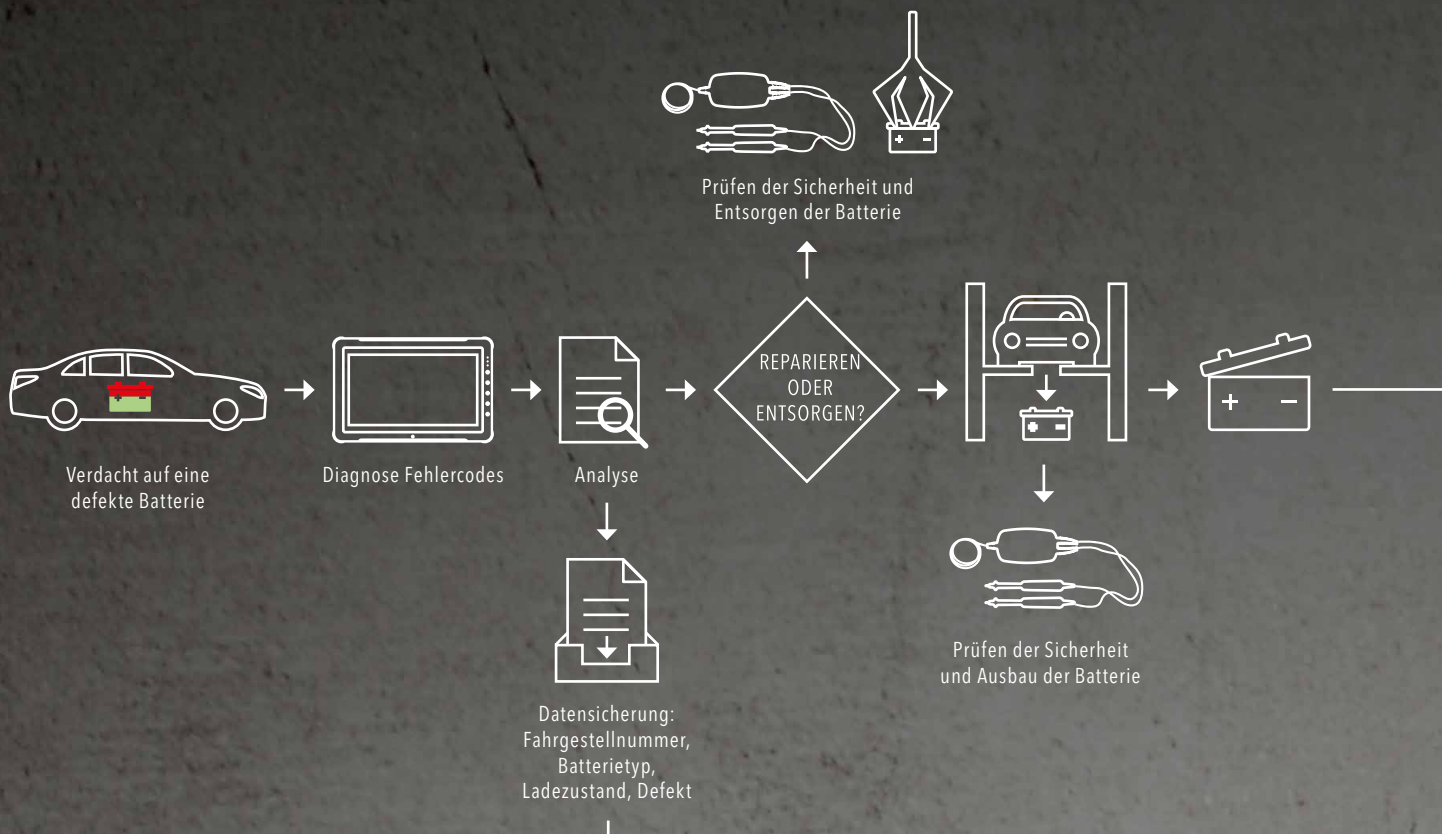 Prüfen der Sicherheit und
Entsorgen der Batterie
REPARIEREN
ODER
ENTSORGEN?
Verdacht auf eine
defekte Batterie
Diagnose Fehlercodes
Analyse
Prüfen der Sicherheit
und Ausbau der Batterie
Datensicherung:
Fahrgestellnummer,
Batterietyp,
Ladezustand, Defekt